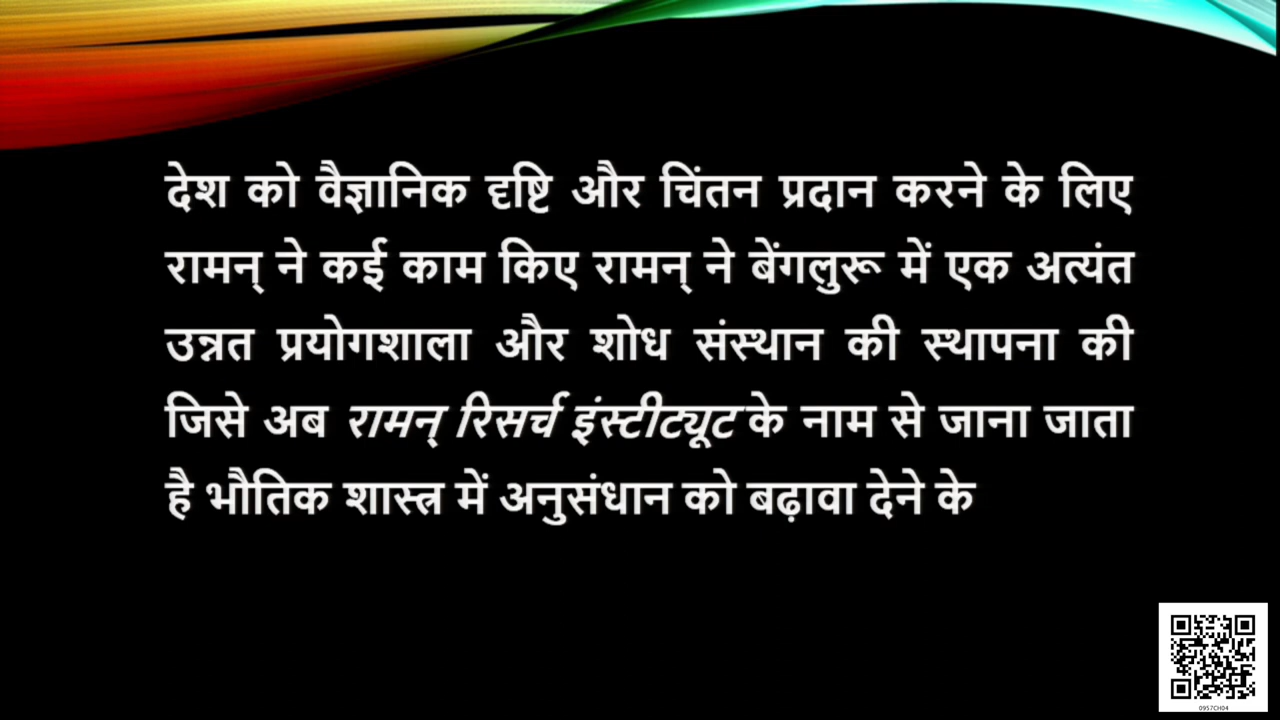 देश को वैज्ञानिक दृष्टि और चिंतन प्रदान करने के लिए
रामन् ने कई काम किए रामन् ने बेंगलुरू में एक अत्यंत
उन्नत प्रयोगशाला और शोध संस्थान की स्थापना की
जिसे अब रामन् रिसर्च इंस्टीट्यूट के नाम से जाना जाता
है भौतिक शास्त्र में अनुसंधान को बढ़ावा देने के
0957CH04